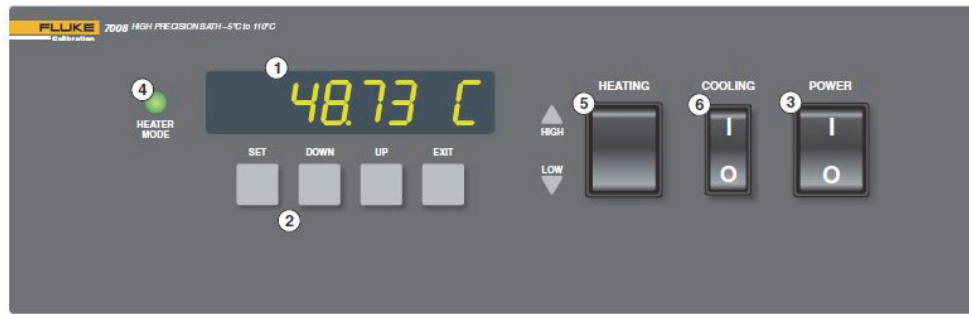 FLUKE 7008 HIGH PRECISION BATH –5°C to 110°C
Calibration
1
4
48.73 C
HEATING COOLING POWER
5 6 3
HEATER
MODE
HIGH
LOW
I I
O O
SET DOWN UP EXIT
2